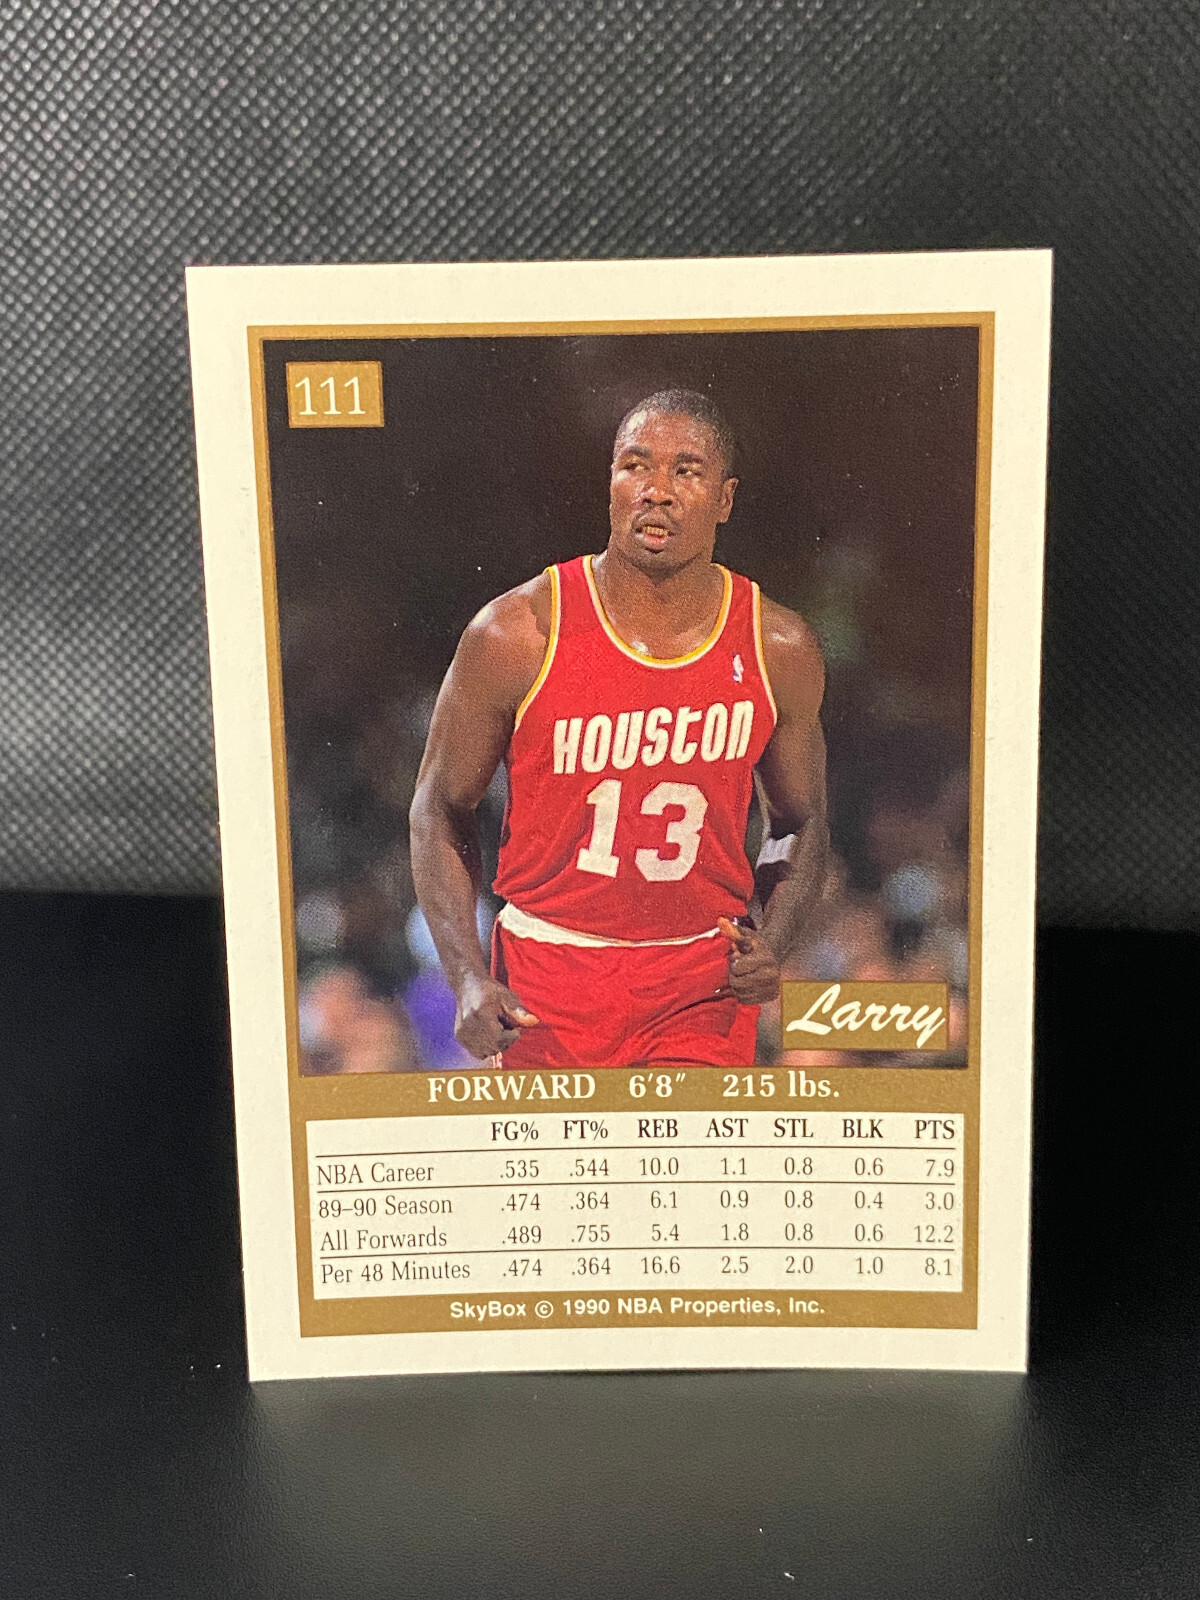 111
HOUSTON
13
Larry
FORWARD 6'8" 215 lbs.
FG% FT% REB AST STL BLK PTS
NBA Career .535 .544 10.0 1.1 0.8 0.6 7.9
89–90 Season .474 .364 6.1 0.9 0.8 0.4 3.0
All Forwards .489 .755 5.4 1.8 0.8 0.6 12.2
Per 48 Minutes .474 .364 16.6 2.5 2.0 1.0 8.1
SkyBox © 1990 NBA Properties, Inc.